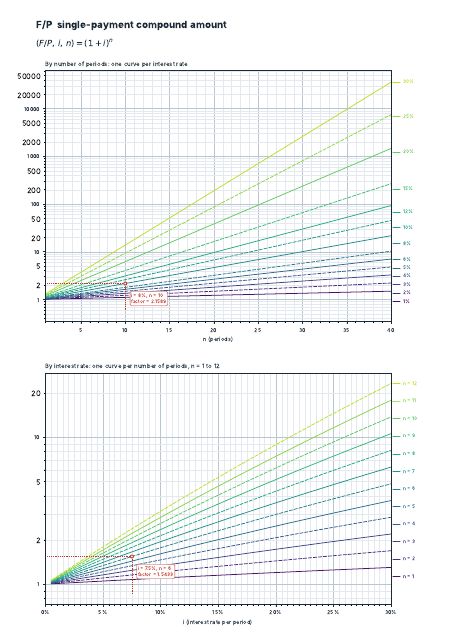 F/P single-payment compound amount
(F/P, i, n) = (1 + i)^n
By number of periods: one curve per interest rate
50000
20000
10000
5000
2000
1000
500
200
100
50
20
10
5
2
1
30%
25%
20%
15%
12%
10%
8%
6%
5%
4%
3%
2%
1%
i = 8%, n = 10
factor = 2.1589
5
10
15
20
25
30
35
40
n (periods)
By interest rate: one curve per number of periods, n = 1 to 12
20
10
5
2
1
n = 12
n = 11
n = 10
n = 9
n = 8
n = 7
n = 6
n = 5
n = 4
n = 3
n = 2
n = 1
i = 7.5%, n = 6
0%
5%
10%
15%
20%
25%
30%
i (interest rate per period)